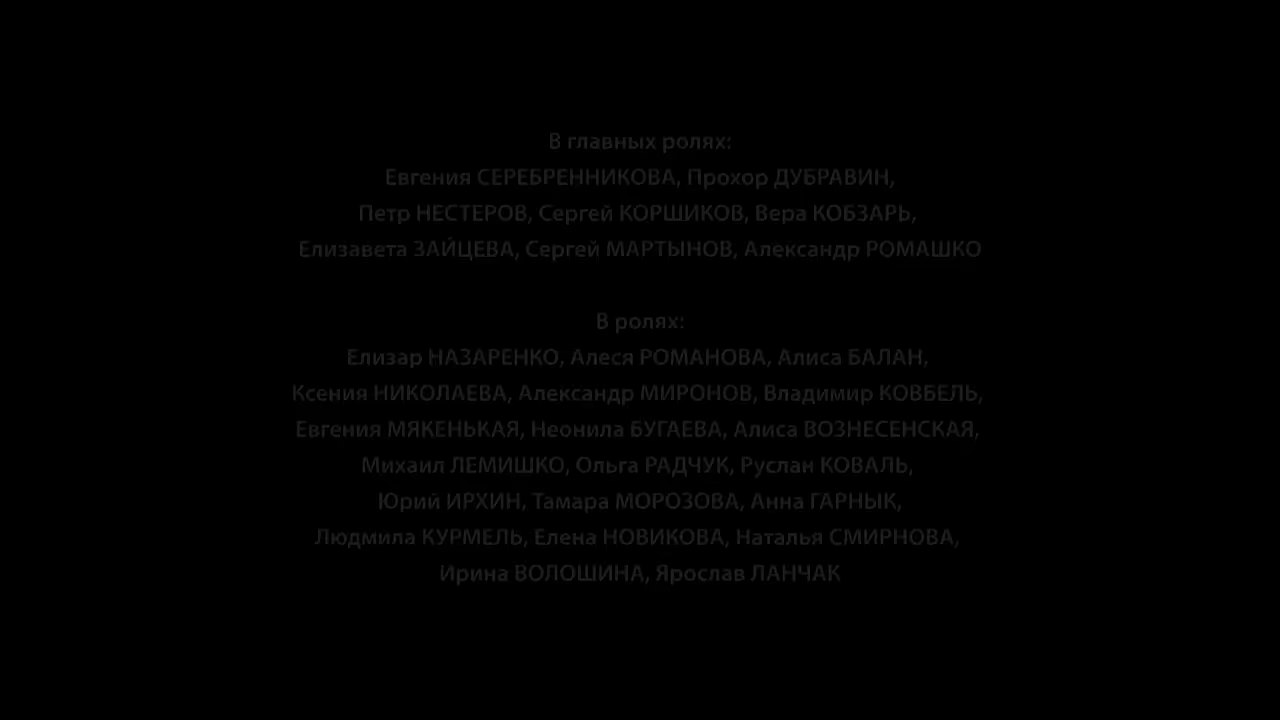 В главных ролях:
Евгения СЕРЕБРЕННИКОВА, Прохор ДУБРАВИН,
Петр НЕСТЕРОВ, Сергей КОРШИКОВ, Вера КОБЗАРЬ,
Елизавета ЗАЙЦЕВА, Сергей МАРТЫНОВ, Александр РОМАШКО
В ролях:
Елизар НАЗАРЕНКО, Алеся РОМАНОВА, Алиса БАЛАН,
Ксения НИКОЛАЕВА, Александр МИРОНОВ, Владимир КОВБЕЛЬ,
Евгения МЯКЕНЬКАЯ, Неонила БУГАЕВА, Алиса ВОЗНЕСЕНСКАЯ,
Михаил ЛЕМИШКО, Ольга РАДЧУК, Руслан КОВАЛЬ,
Юрий ИРХИН, Тамара МОРОЗОВА, Анна ГАРНЫК,
Людмила КУРМЕЛЬ, Елена НОВИКОВА, Наталья СМИРНОВА,
Ирина ВОЛОШИНА, Ярослав ЛАНЧАК